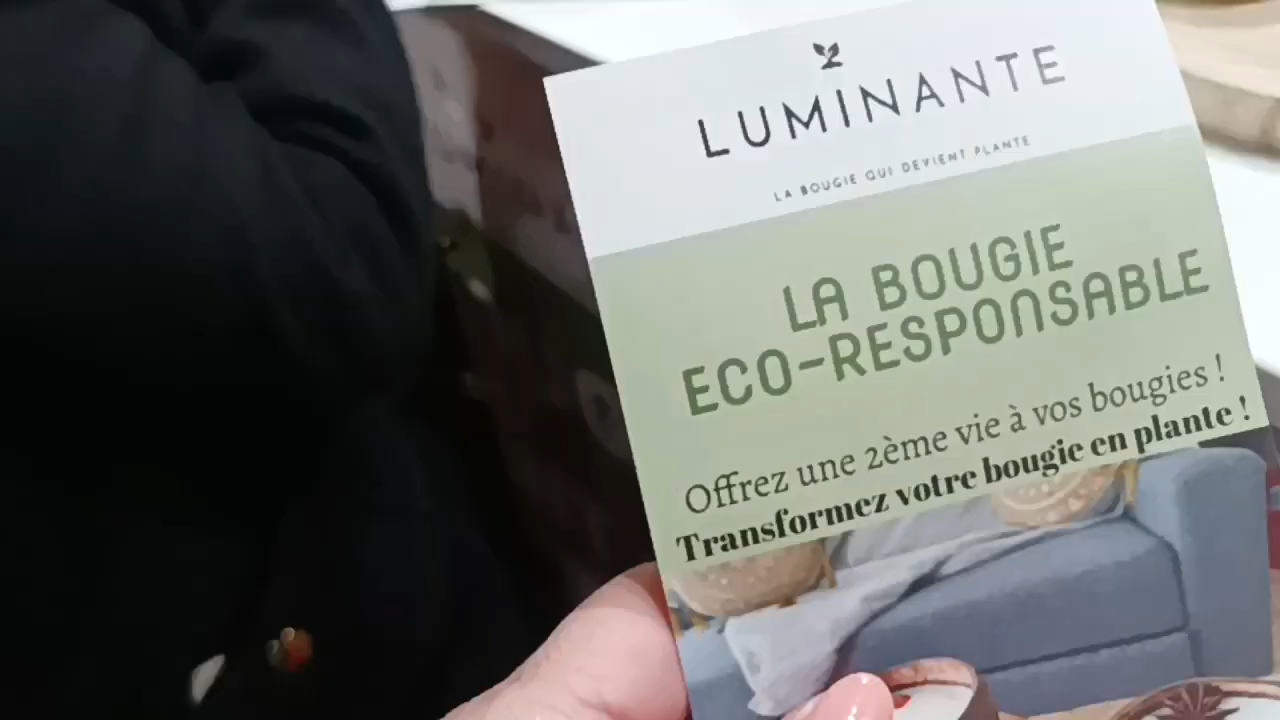 LUMINANTE
LA BOUGIE QUI DEVIENT PLANTE
LA BOUGIE
ECO-RESPONSABLE
Offrez une 2ème vie à vos bougies !
Transformez votre bougie en plante !